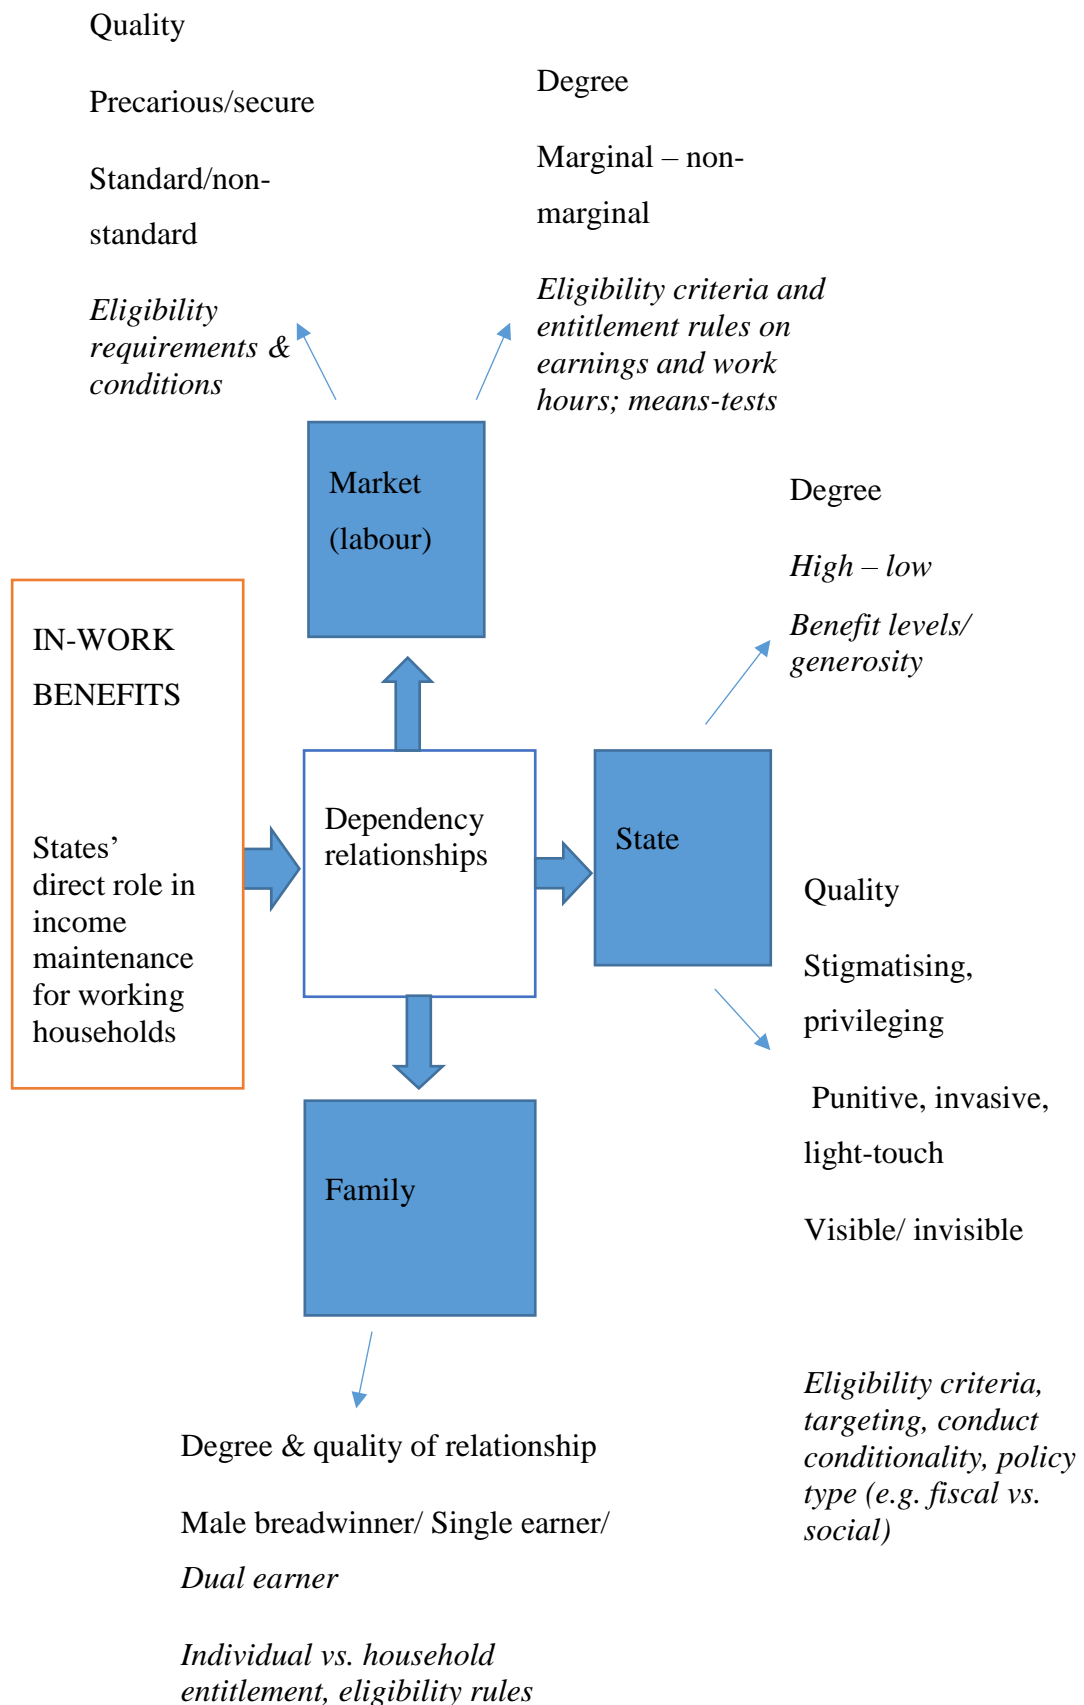 Quality
Precarious/secure
Standard/non-
standard
Eligibility
requirements &
conditions
Degree
Marginal – non-
marginal
Eligibility criteria and
entitlement rules on
earnings and work
hours; means-tests
Market
(labour)
Degree
High – low
Benefit levels/
generosity
IN-WORK
BENEFITS
States’
direct role in
income
maintenance
for working
households
Dependency
relationships
State
Quality
Stigmatising,
privileging
Punitive, invasive,
light-touch
Visible/ invisible
Eligibility criteria,
targeting, conduct
conditionality, policy
type (e.g. fiscal vs.
social)
Family
Degree & quality of relationship
Male breadwinner/ Single earner/
Dual earner
Individual vs. household
entitlement, eligibility rules